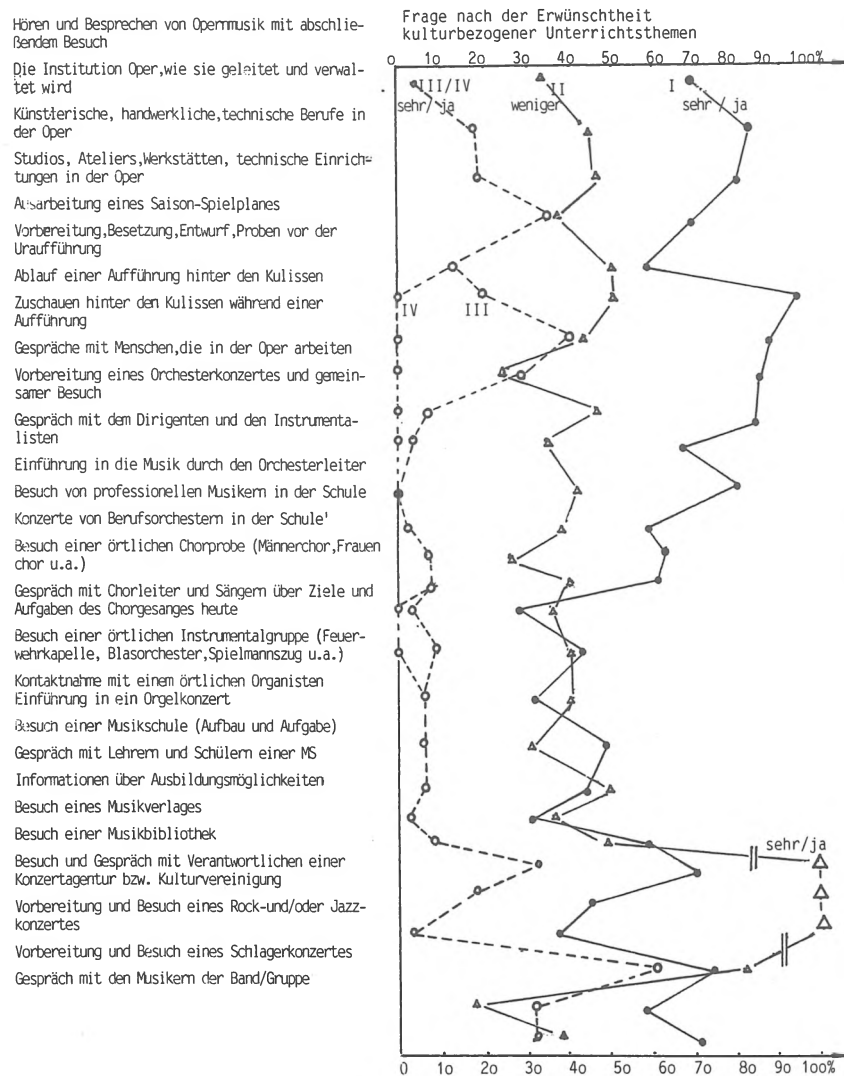 Frage nach der Erwünschtheit
kulturbezogener Unterrichtsthemen
Hören und Besprechen von Opernmusik mit abschlie-
ßendem Besuch
Die Institution Oper,wie sie geleitet und verwal-
tet wird
Künstlerische, handwerkliche,technische Berufe in
der Oper
Studios, Ateliers,Werkstätten, technische Einrich-
tungen in der Oper
Ausarbeitung eines Saison-Spielplanes
Vorbereitung,Besetzung,Entwurf,Proben vor der
Uraufführung
Ablauf einer Aufführung hinter den Kulissen
Zuschauen hinter den Kulissen während einer
Aufführung
Gespräche mit Menschen,die in der Oper arbeiten
Vorbereitung eines Orchesterkonzertes und gemein-
samer Besuch
Gespräch mit dem Dirigenten und den Instrumenta-
listen
Einführung in die Musik durch den Orchesterleiter
Besuch von professionellen Musikern in der Schule
Konzerte von Berufsorchestern in der Schule'
Besuch einer örtlichen Chorprobe (Männerchor,Frauen
chor u.a.)
Gespräch mit Chorleiter und Sängern über Ziele und
Aufgaben des Chorgesanges heute
Besuch einer örtlichen Instrumentalgruppe (Feuer-
wehrkapelle, Blasorchester,Spielmannszug u.a.)
Kontaktnahme mit einem örtlichen Organisten
Einführung in ein Orgelkonzert
Besuch einer Musikschule (Aufbau und Aufgabe)
Gespräch mit Lehrern und Schülern einer MS
Informationen über Ausbildungsmöglichkeiten
Besuch eines Musikverlages
Besuch einer Musikbibliothek
Besuch und Gespräch mit Verantwortlichen einer
Konzertagentur bzw. Kulturvereinigung
Vorbereitung und Besuch eines Rock-und/oder Jazz-
konzertes
Vorbereitung und Besuch eines Schlagerkonzertes
Gespräch mit den Musikern der Band/Gruppe
0 10 20 30 40 50 60 70 80 90 100%
III/IV II I
sehr/ja weniger sehr / ja
IV III
sehr/ja
0 10 20 30 40 50 60 70 80 90 100%